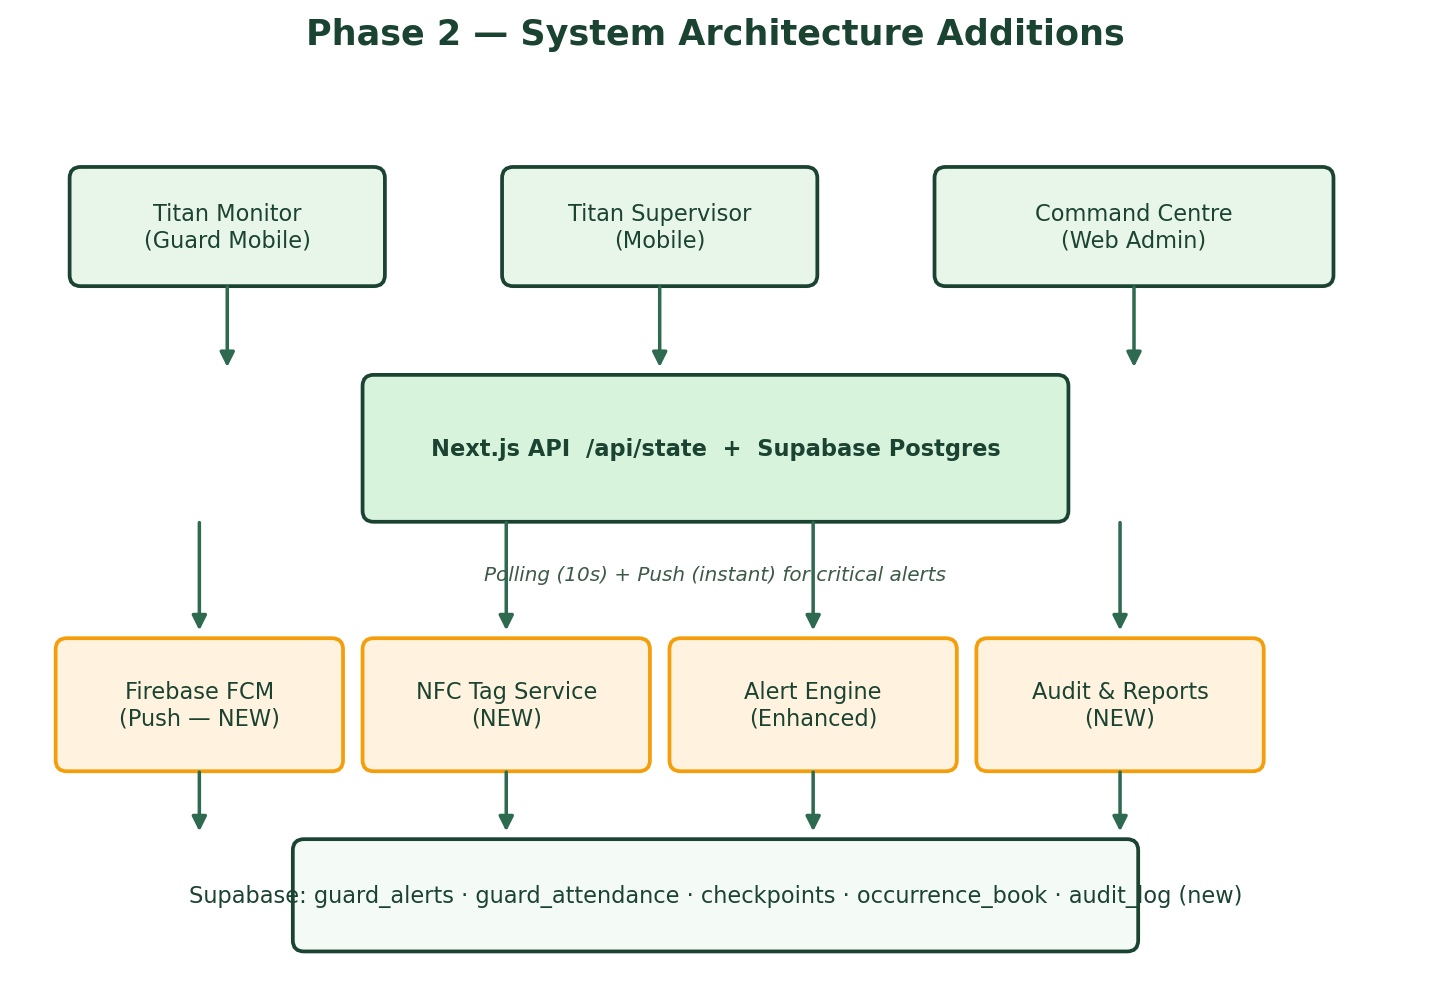 Phase 2 — System Architecture Additions
Titan Monitor
(Guard Mobile)
Titan Supervisor
(Mobile)
Command Centre
(Web Admin)
Next.js API  /api/state  +  Supabase Postgres
Polling (10s) + Push (instant) for critical alerts
Firebase FCM
(Push — NEW)
NFC Tag Service
(NEW)
Alert Engine
(Enhanced)
Audit & Reports
(NEW)
Supabase: guard_alerts · guard_attendance · checkpoints · occurrence_book · audit_log (new)